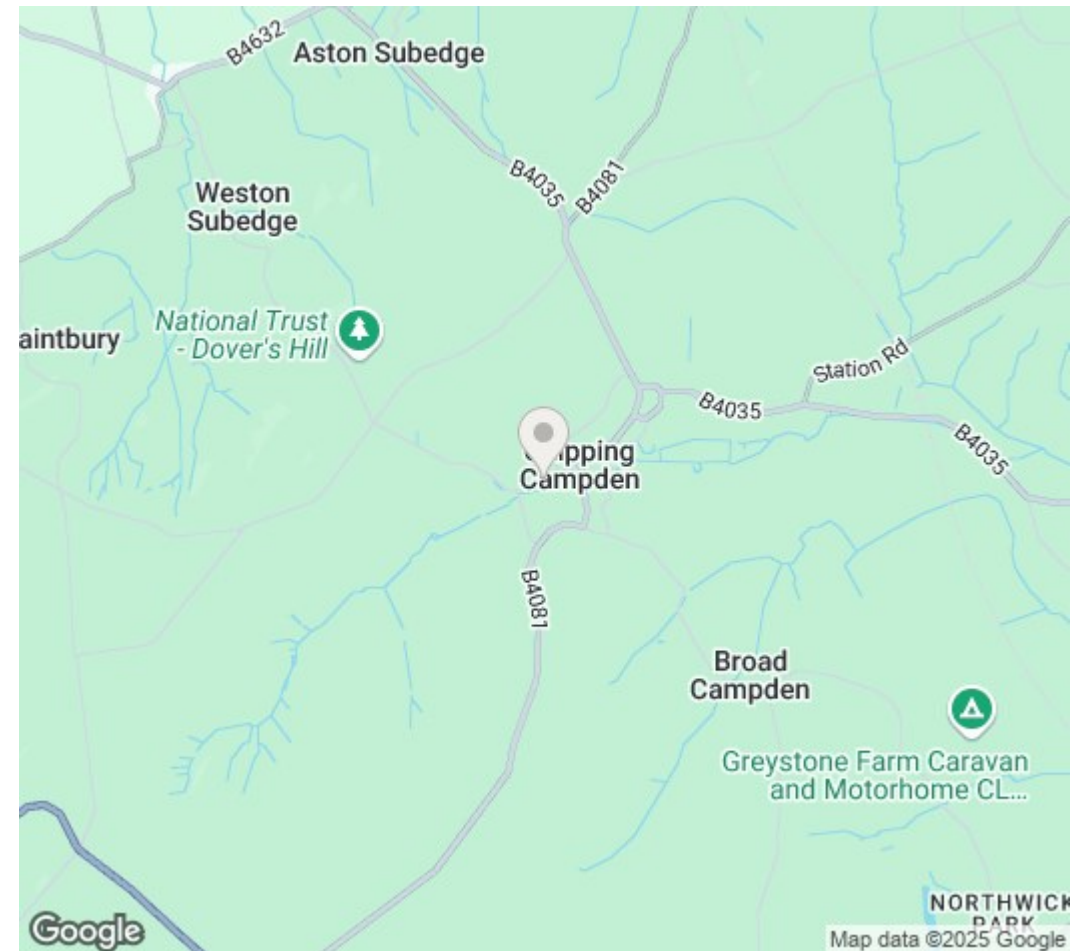 B4632
Aston Subedge
B4035
B4081
Weston
Subedge
National Trust
- Dover's Hill
aintbury
Station Rd
B4035
B4035
Campden
B4081
Broad
Campden
Greystone Farm Caravan
and Motorhome CL...
NORTHWICK
PARK
Google
Map data ©2025 Google